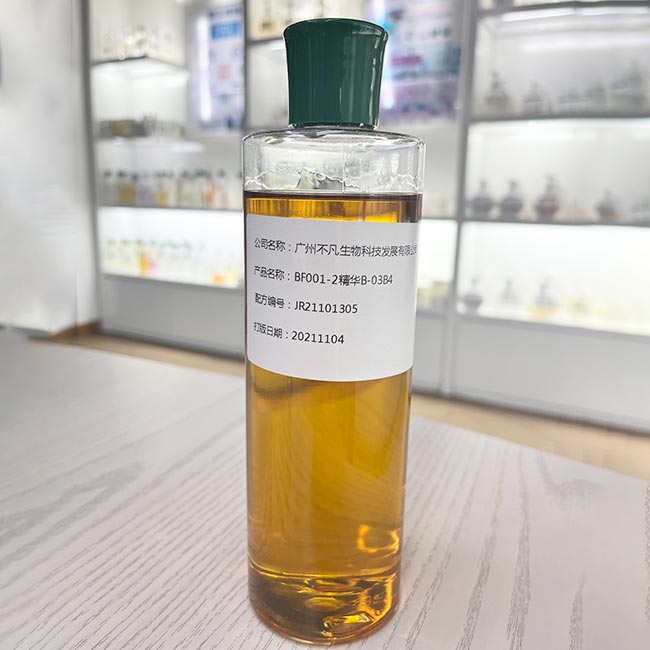 公司名称：广州不凡生物科技发展有限公
产品名称：BF001-2精华B-03B4
配方编号：JR21101305
打版日期：20211104